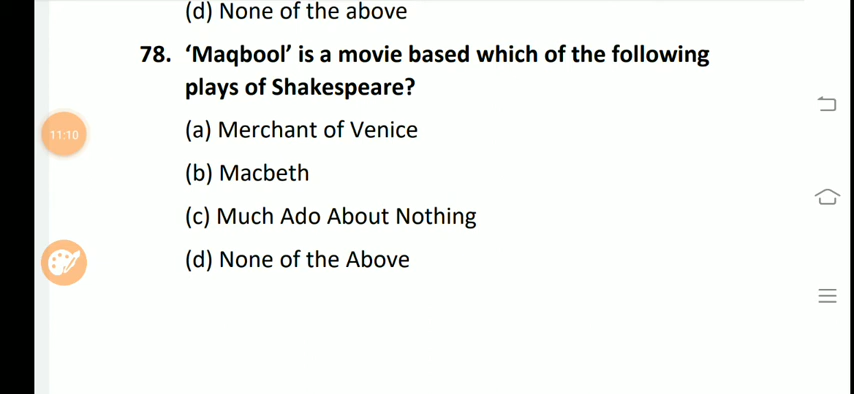 (d) None of the above
78. ‘Maqbool’ is a movie based which of the following
plays of Shakespeare?
11:10
(a) Merchant of Venice
(b) Macbeth
(c) Much Ado About Nothing
(d) None of the Above